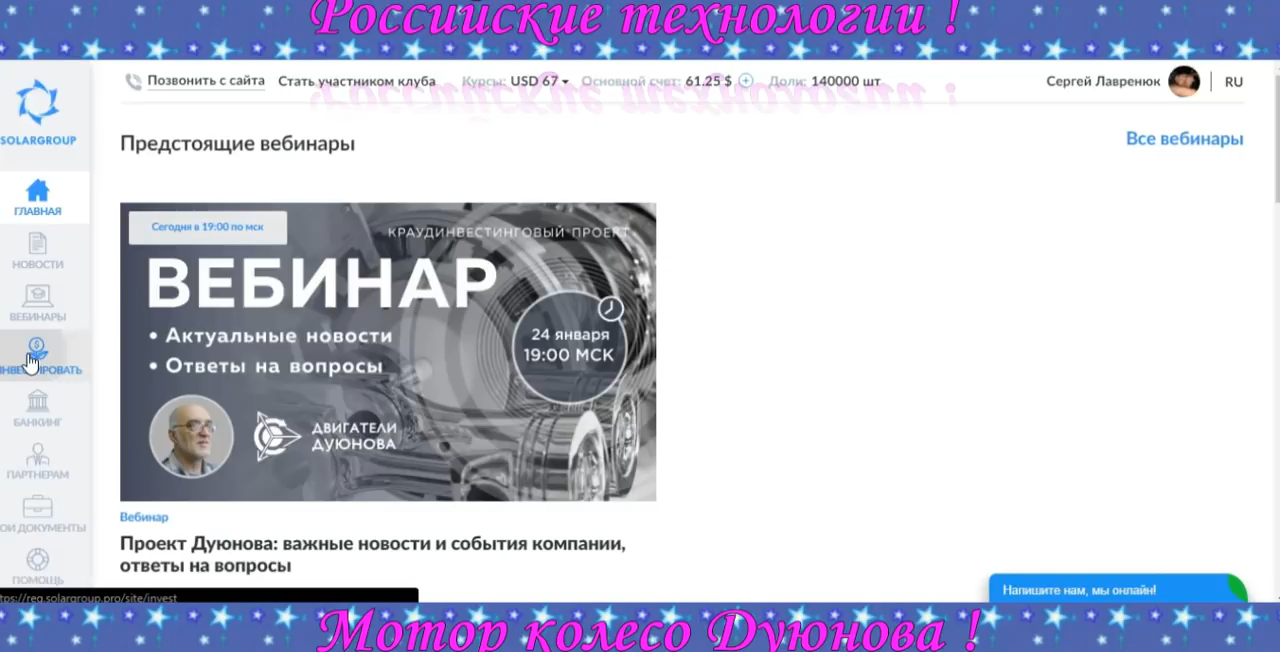 Российские технологии !
Позвонить с сайта Стать участником клуба Курсы: USD 67 Основной счет: 61.25 $ Доли: 140000 шт Сергей Лавренюк RU
SOLARGROUP
Предстоящие вебинары
Все вебинары
ГЛАВНАЯ
НОВОСТИ
ВЕБИНАРЫ
БАНКИНГ
ПАРТНЕРАМ
ОИ ДОКУМЕНТЫ
ПОМОЩЬ
Сегодня в 19:00 по мск
КРАУДИНВЕСТИНГОВЫЙ ПРОЕКТ
ВЕБИНАР
• Актуальные новости
• Ответы на вопросы
24 января
19:00 МСК
ДВИГАТЕЛИ
ДУЮНОВА
Вебинар
Проект Дуюнова: важные новости и события компании,
ответы на вопросы
Напишите нам, мы онлайн!
tps://reg.solargroup.pro/site/invest
Мотор колесо Дуюнова !